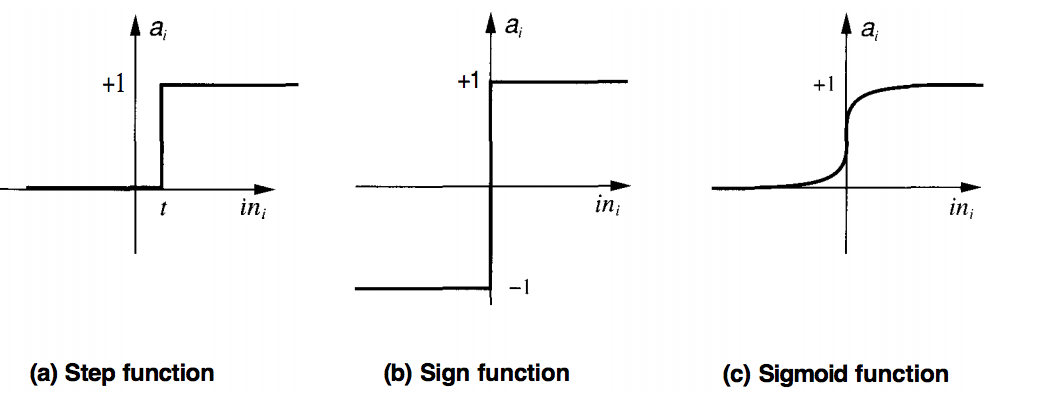 a_i
+1
t
in_i
(a) Step function
a_i
+1
in_i
−1
(b) Sign function
a_i
+1
in_i
(c) Sigmoid function